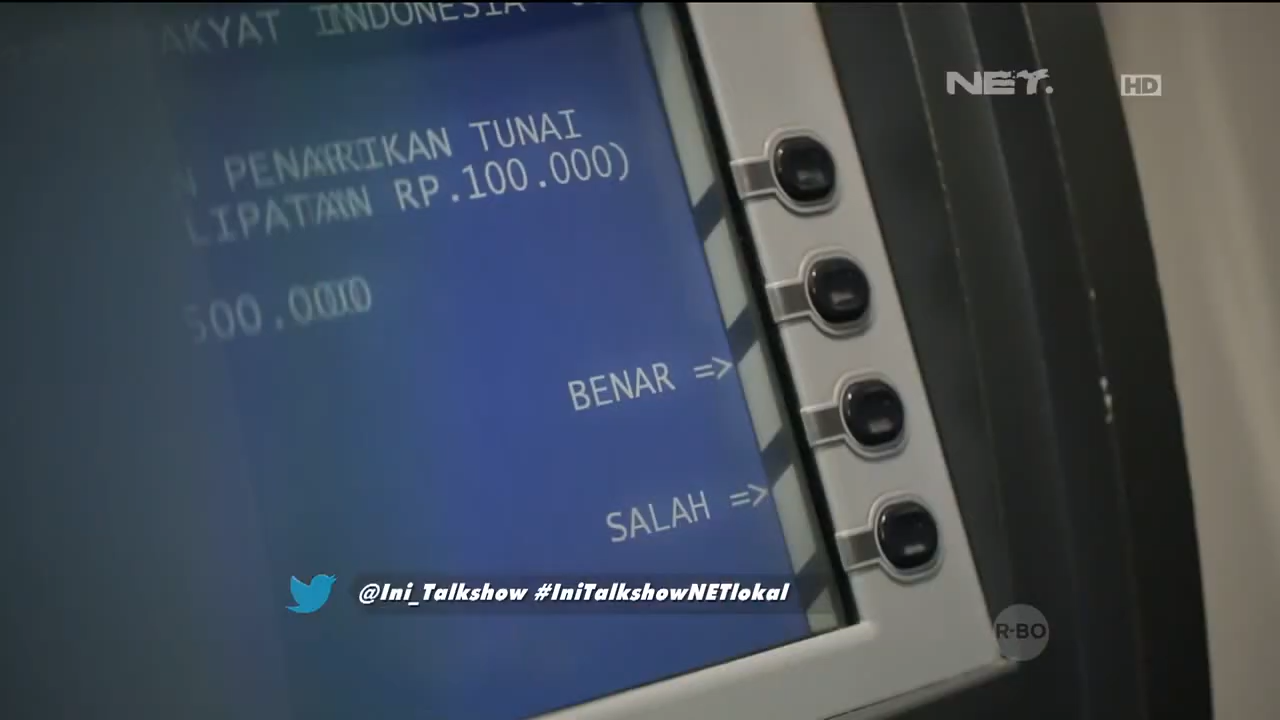 AKYAT INDONESIA
NET.
HD
PENARIKAN TUNAI
LIPATAN RP.100.000)
500.000
BENAR =>
SALAH =>
@Ini_Talkshow #IniTalkshowNETlokal
R-BO